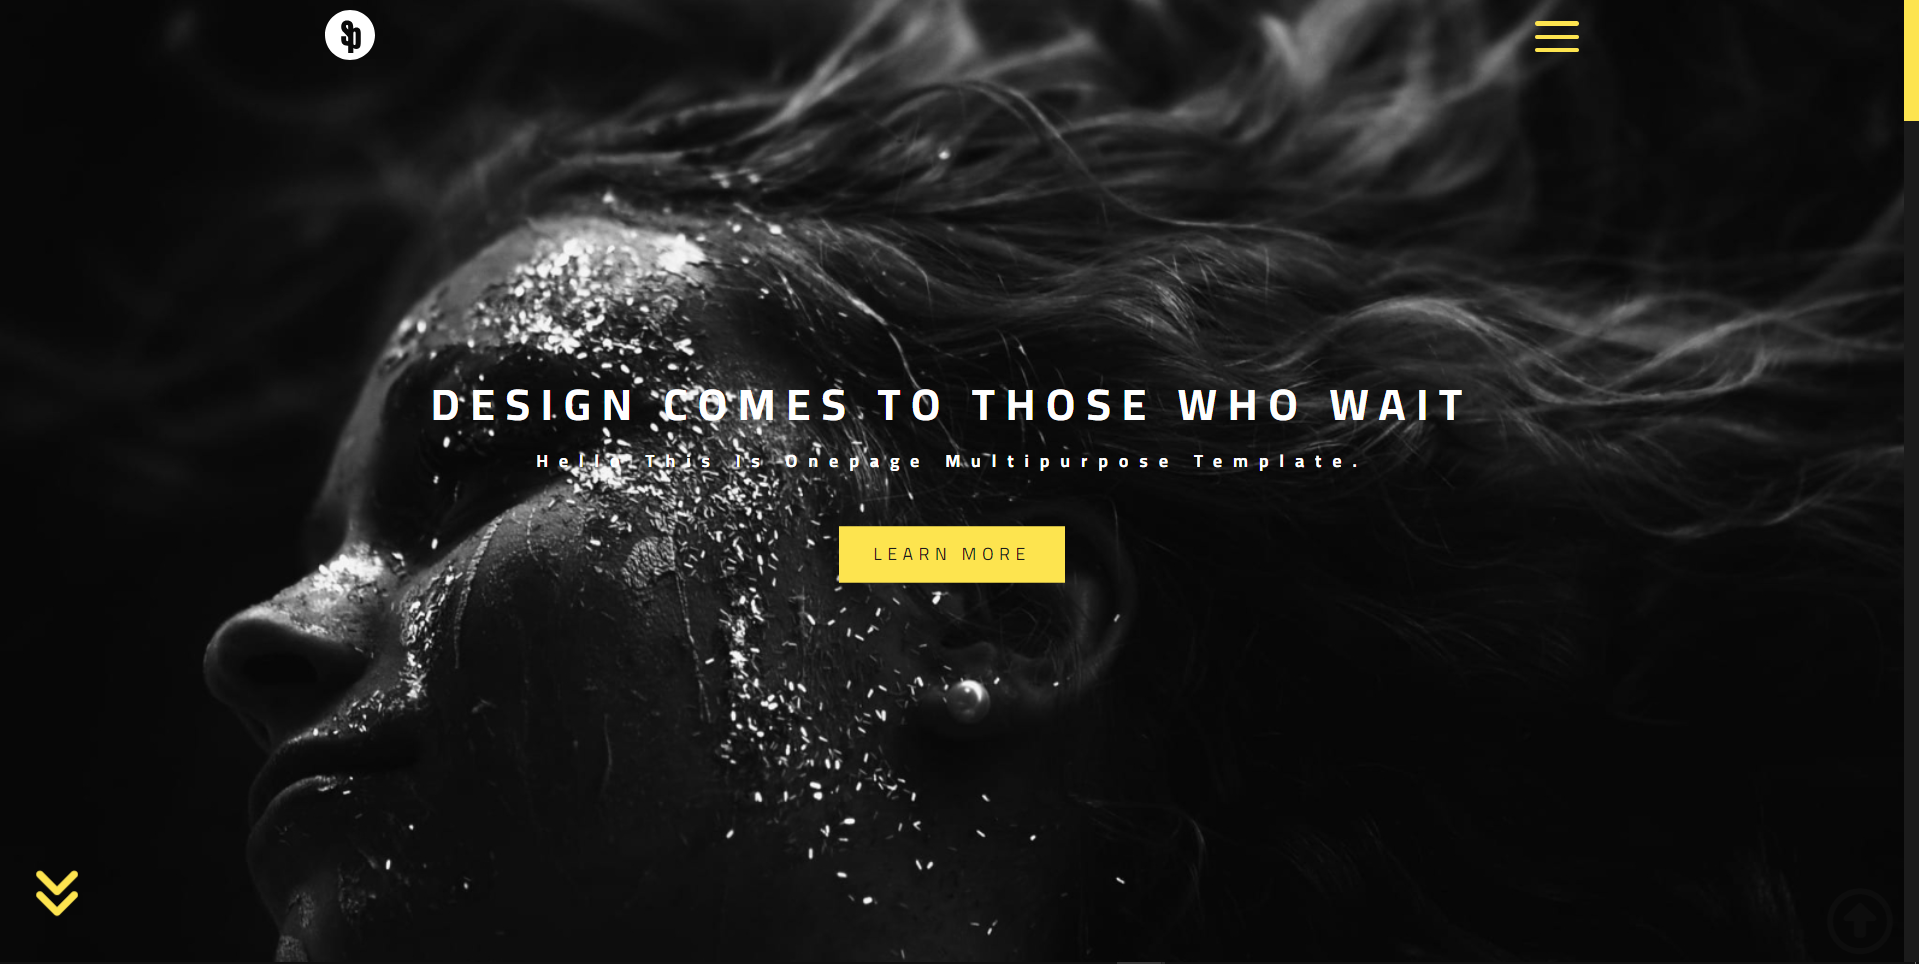 Sp
DESIGN COMES TO THOSE WHO WAIT
Hello This Is Onepage Multipurpose Template.
LEARN MORE